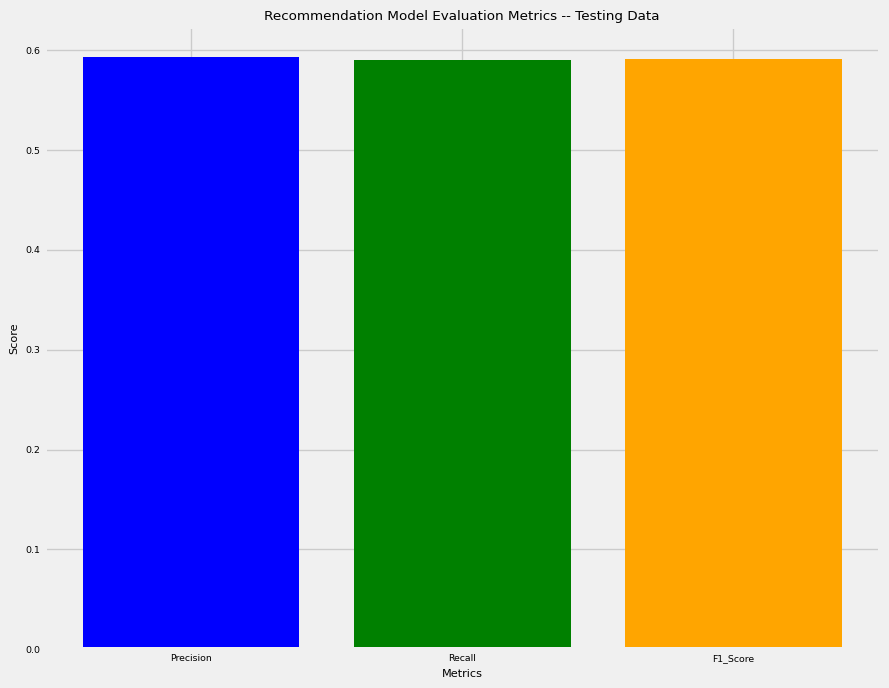 Recommendation Model Evaluation Metrics -- Testing Data
0.6
0.5
0.4
0.3
0.2
0.1
0.0
Score
Precision
Recall
F1_Score
Metrics